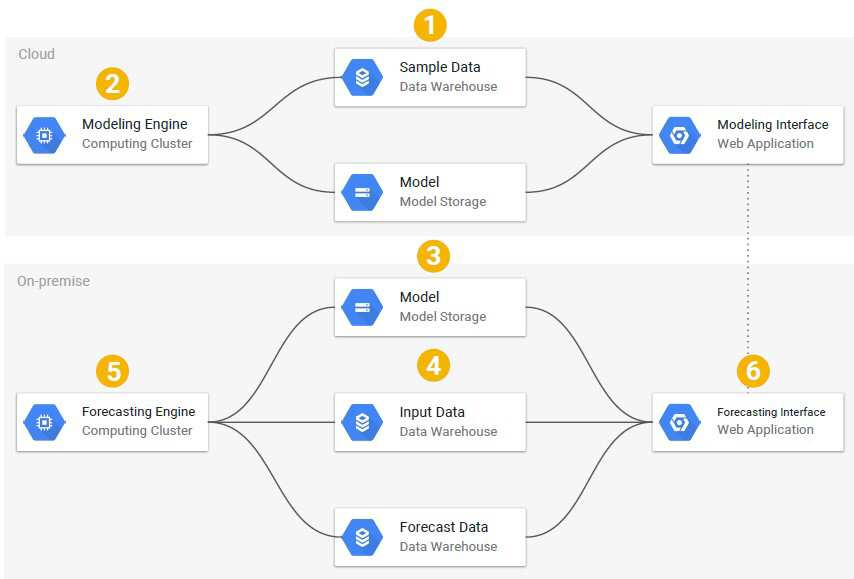 1
Cloud
Sample Data
Data Warehouse
2
Modeling Engine
Computing Cluster
Modeling Interface
Web Application
Model
Model Storage
3
On-premise
Model
Model Storage
4
5
6
Forecasting Engine
Computing Cluster
Input Data
Data Warehouse
Forecasting Interface
Web Application
Forecast Data
Data Warehouse